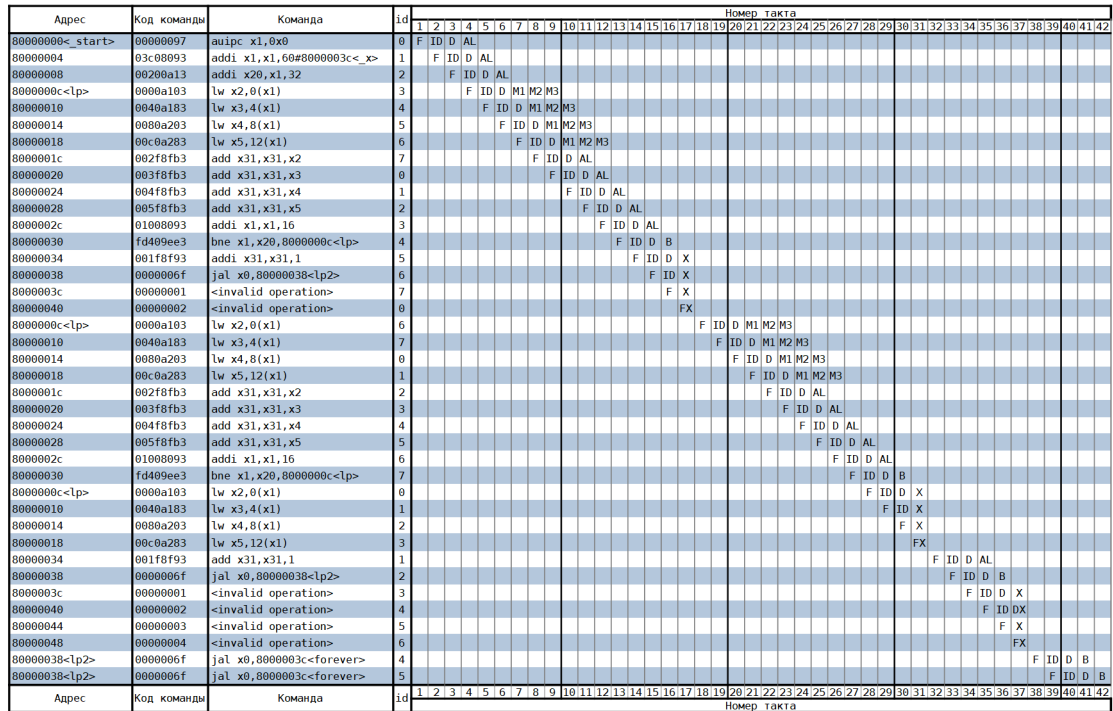 Адрес Код команды Команда id Номер такта
1 2 3 4 5 6 7 8 9 10 11 12 13 14 15 16 17 18 19 20 21 22 23 24 25 26 27 28 29 30 31 32 33 34 35 36 37 38 39 40 41 42
80000000<_start> 00000097 auipc x1,0x0 0 F ID D AL
80000004 03c08093 addi x1,x1,60#8000003c<_x> 1 F ID D AL
80000008 00200a13 addi x20,x1,32 2 F ID D AL
8000000c<lp> 0000a103 lw x2,0(x1) 3 F ID D M1 M2 M3
80000010 0040a183 lw x3,4(x1) 4 F ID D M1 M2 M3
80000014 0080a203 lw x4,8(x1) 5 F ID D M1 M2 M3
80000018 00c0a283 lw x5,12(x1) 6 F ID D M1 M2 M3
8000001c 002f8fb3 add x31,x31,x2 7 F ID D AL
80000020 003f8fb3 add x31,x31,x3 0 F ID D AL
80000024 004f8fb3 add x31,x31,x4 1 F ID D AL
80000028 005f8fb3 add x31,x31,x5 2 F ID D AL
8000002c 01008093 addi x1,x1,16 3 F ID D AL
80000030 fd409ee3 bne x1,x20,8000000c<lp> 4 F ID D B
80000034 001f8f93 addi x31,x31,1 5 F ID D X
80000038 0000006f jal x0,80000038<lp2> 6 F ID X
8000003c 00000001 <invalid operation> 7 F X
80000040 00000002 <invalid operation> 0 FX
8000000c<lp> 0000a103 lw x2,0(x1) 6 F ID D M1 M2 M3
80000010 0040a183 lw x3,4(x1) 7 F ID D M1 M2 M3
80000014 0080a203 lw x4,8(x1) 0 F ID D M1 M2 M3
80000018 00c0a283 lw x5,12(x1) 1 F ID D M1 M2 M3
8000001c 002f8fb3 add x31,x31,x2 2 F ID D AL
80000020 003f8fb3 add x31,x31,x3 3 F ID D AL
80000024 004f8fb3 add x31,x31,x4 4 F ID D AL
80000028 005f8fb3 add x31,x31,x5 5 F ID D AL
8000002c 01008093 addi x1,x1,16 6 F ID D AL
80000030 fd409ee3 bne x1,x20,8000000c<lp> 7 F ID D B
8000000c<lp> 0000a103 lw x2,0(x1) 0 F ID D X
80000010 0040a183 lw x3,4(x1) 1 F ID X
80000014 0080a203 lw x4,8(x1) 2 F X
80000018 00c0a283 lw x5,12(x1) 3 FX
80000034 001f8f93 add x31,x31,1 1 F ID D AL
80000038 0000006f jal x0,80000038<lp2> 2 F ID D B
8000003c 00000001 <invalid operation> 3 F ID D X
80000040 00000002 <invalid operation> 4 F ID DX
80000044 00000003 <invalid operation> 5 F X
80000048 00000004 <invalid operation> 6 FX
80000038<lp2> 0000006f jal x0,8000003c<forever> 4 F ID D B
80000038<lp2> 0000006f jal x0,8000003c<forever> 5 F ID D B
Адрес Код команды Команда id 1 2 3 4 5 6 7 8 9 10 11 12 13 14 15 16 17 18 19 20 21 22 23 24 25 26 27 28 29 30 31 32 33 34 35 36 37 38 39 40 41 42
Номер такта